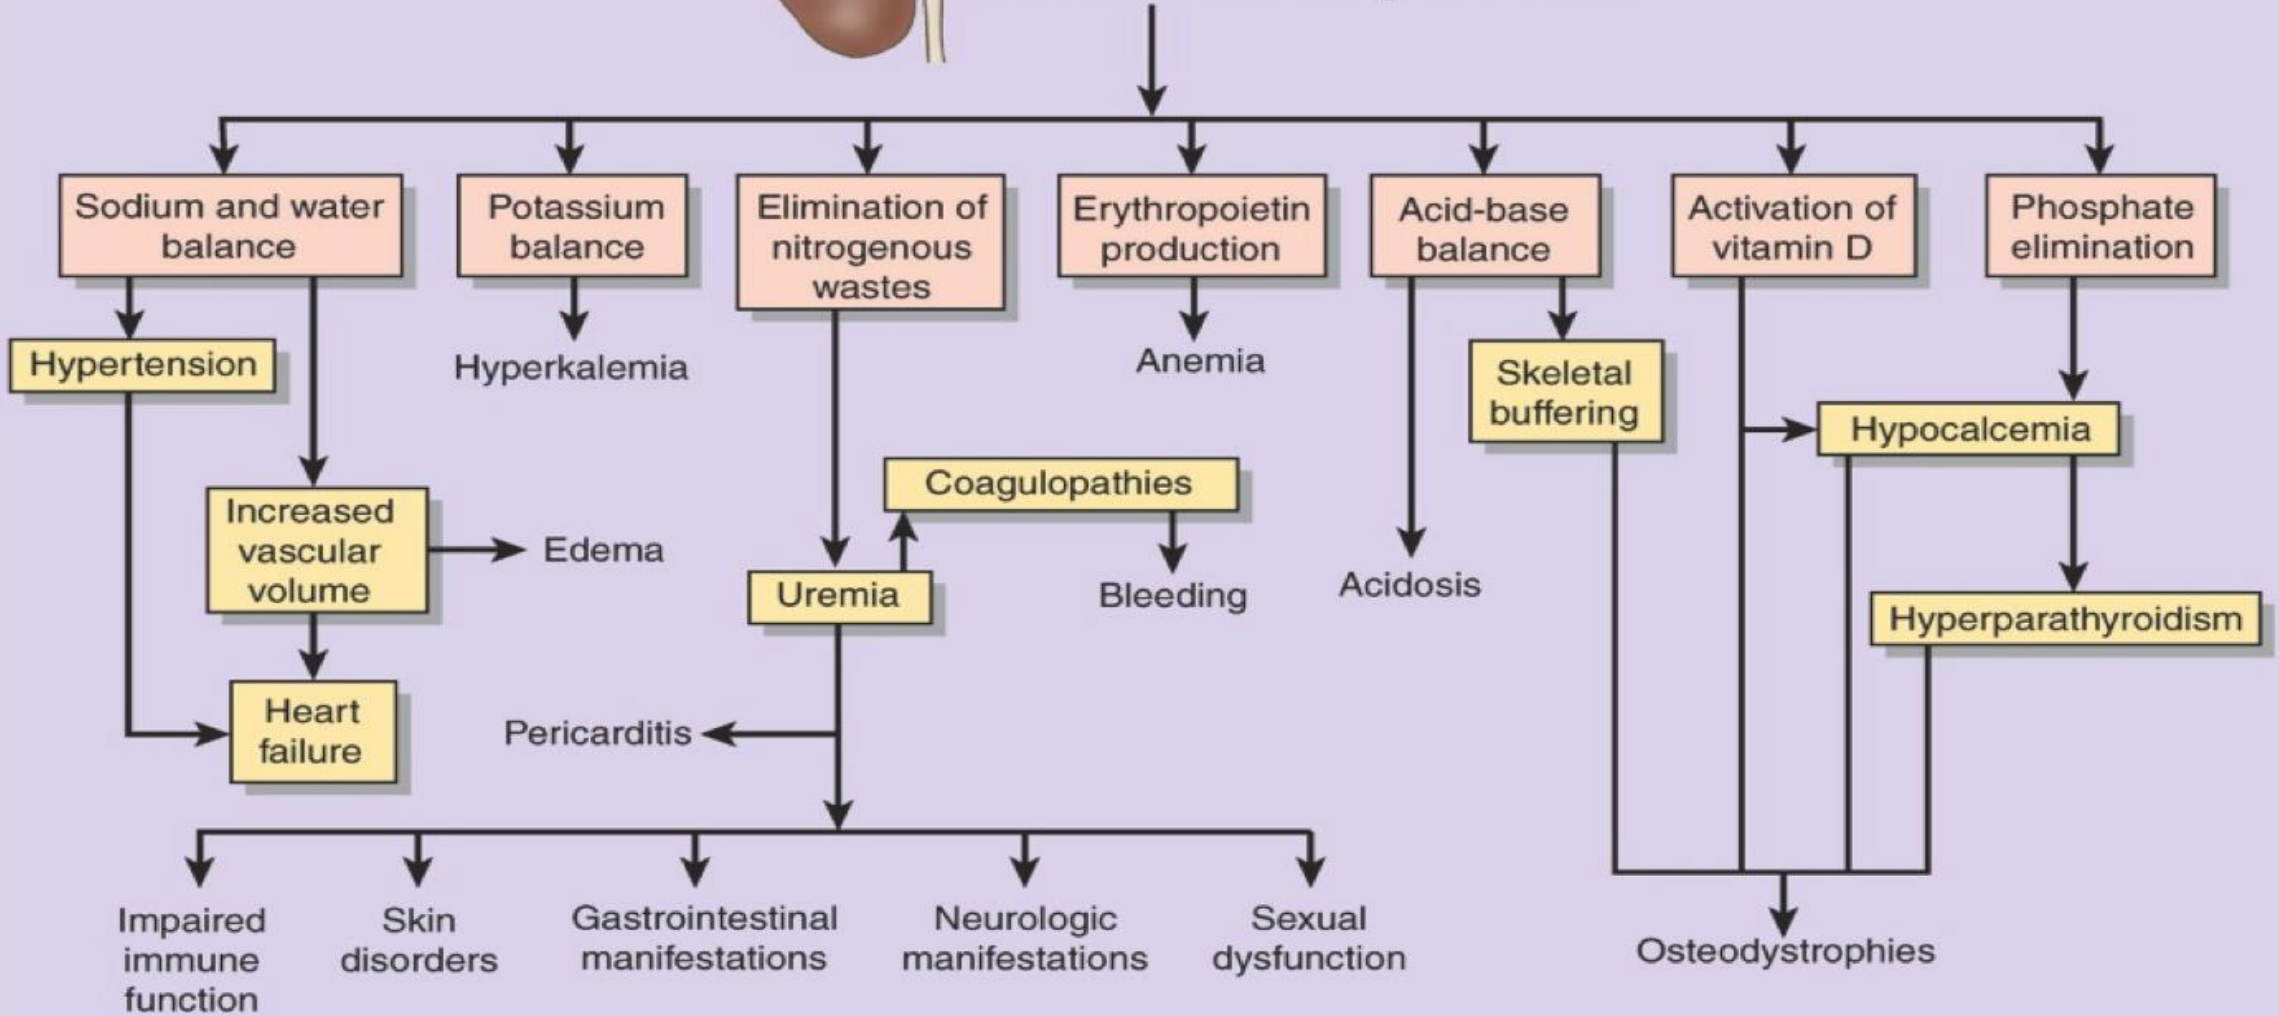 Sodium and water
balance
Potassium
balance
Elimination of
nitrogenous
wastes
Erythropoietin
production
Acid-base
balance
Activation of
vitamin D
Phosphate
elimination
Hypertension
Hyperkalemia
Anemia
Skeletal
buffering
Hypocalcemia
Coagulopathies
Increased
vascular
volume
Edema
Uremia
Bleeding
Acidosis
Hyperparathyroidism
Heart
failure
Pericarditis
Impaired
immune
function
Skin
disorders
Gastrointestinal
manifestations
Neurologic
manifestations
Sexual
dysfunction
Osteodystrophies